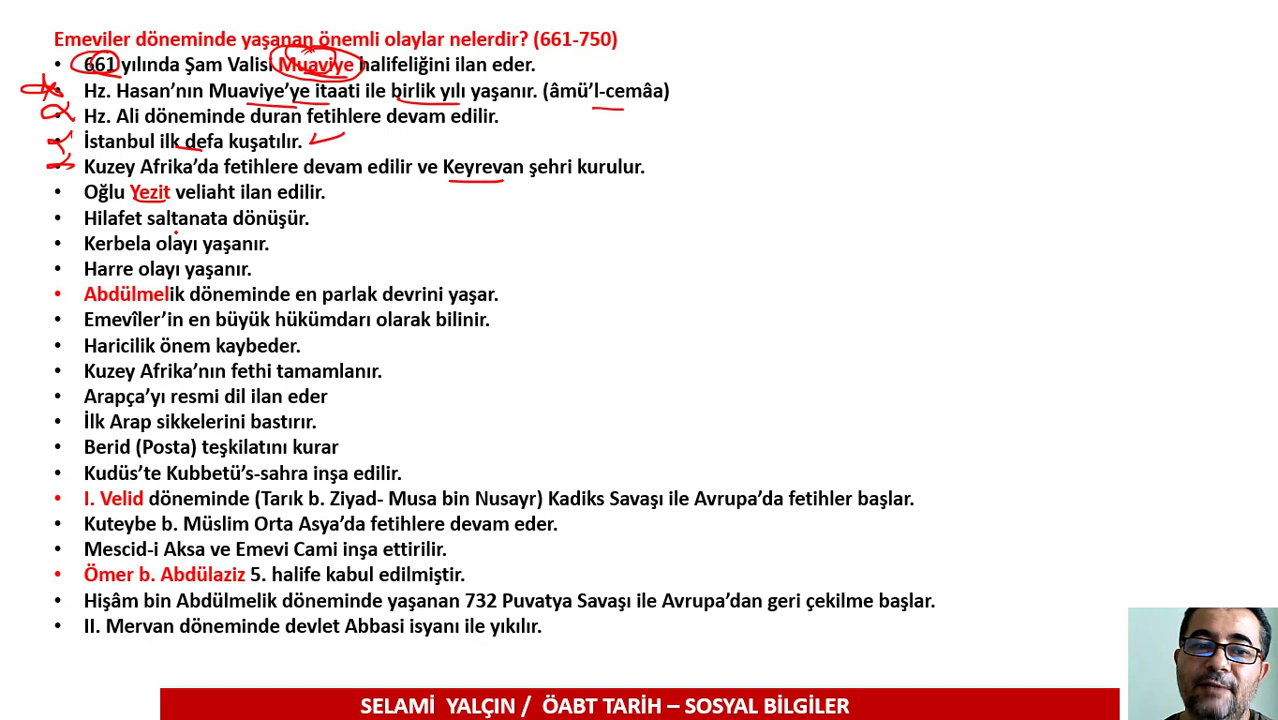 Emeviler döneminde yaşanan önemli olaylar nelerdir? (661-750)
• 661 yılında Şam Valisi Muaviye halifeliğini ilan eder.
• Hz. Hasan’nın Muaviye’ye itaati ile birlik yılı yaşanır. (âmü’l-cemâa)
• Hz. Ali döneminde duran fetihlere devam edilir.
• İstanbul ilk defa kuşatılır.
• Kuzey Afrika’da fetihlere devam edilir ve Keyrevan şehri kurulur.
• Oğlu Yezit veliaht ilan edilir.
• Hilafet saltanata dönüşür.
• Kerbela olayı yaşanır.
• Harre olayı yaşanır.
• Abdülmelik döneminde en parlak devrini yaşar.
• Emevîler’in en büyük hükümdarı olarak bilinir.
• Haricilik önem kaybeder.
• Kuzey Afrika’nın fethi tamamlanır.
• Arapça’yı resmi dil ilan eder
• İlk Arap sikkelerini bastırır.
• Berid (Posta) teşkilatını kurar
• Kudüs’te Kubbetü’s-sahra inşa edilir.
• I. Velid döneminde (Tarık b. Ziyad- Musa bin Nusayr) Kadiks Savaşı ile Avrupa’da fetihler başlar.
• Kuteybe b. Müslim Orta Asya’da fetihlere devam eder.
• Mescid-i Aksa ve Emevi Cami inşa ettirilir.
• Ömer b. Abdülaziz 5. halife kabul edilmiştir.
• Hişâm bin Abdülmelik döneminde yaşanan 732 Puvatya Savaşı ile Avrupa’dan geri çekilme başlar.
• II. Mervan döneminde devlet Abbasi isyanı ile yıkılır.
SELAMİ YALÇIN / ÖABT TARİH – SOSYAL BİLGİLER